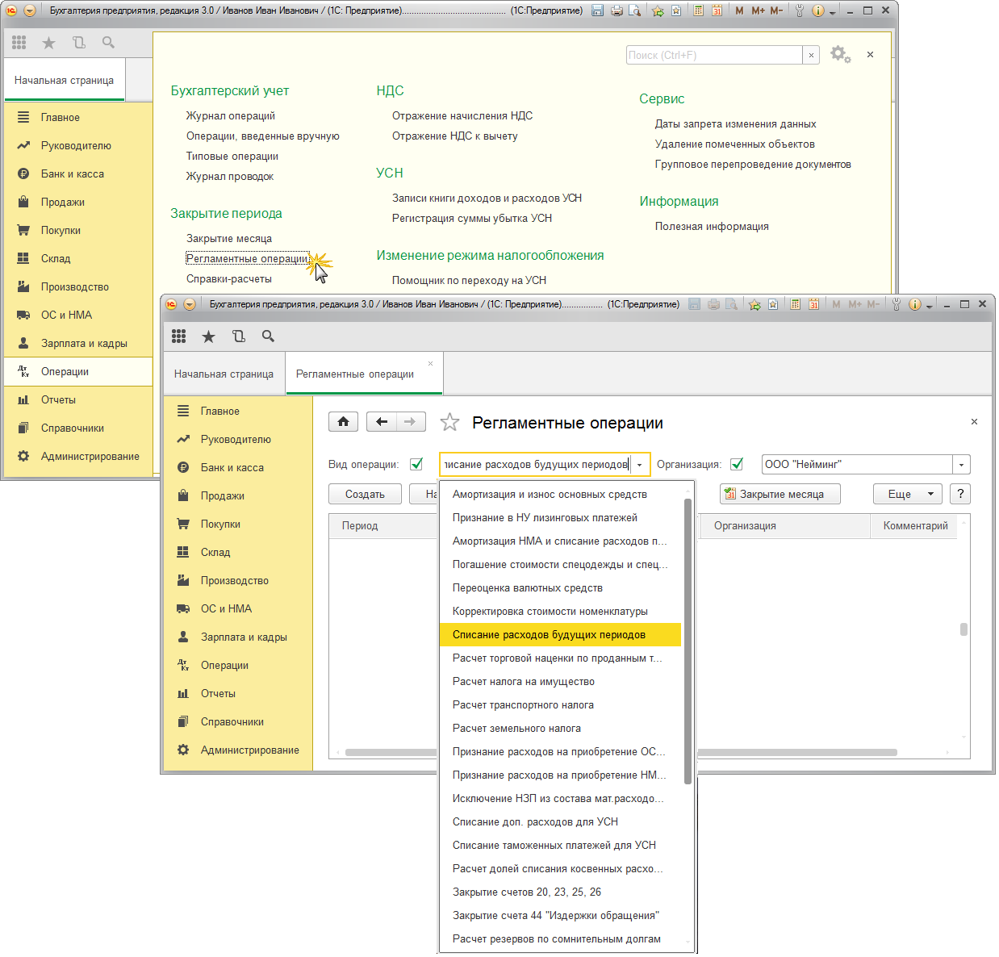 Бухгалтерия предприятия, редакция 3.0 / Иванов Иван Иванович / (1С: Предприятие)........................................... (1С:Предприятие)
M M+ M-
Начальная страница
Поиск (Ctrl+F)
Главное
Руководителю
Банк и касса
Продажи
Покупки
Склад
Производство
ОС и НМА
Зарплата и кадры
Операции
Отчеты
Справочники
Администрирование
Бухгалтерский учет
Журнал операций
Операции, введенные вручную
Типовые операции
Журнал проводок
Закрытие периода
Закрытие месяца
Регламентные операции
Справки-расчеты
НДС
Отражение начисления НДС
Отражение НДС к вычету
УСН
Записи книги доходов и расходов УСН
Регистрация суммы убытка УСН
Изменение режима налогообложения
Помощник по переходу на УСН
Сервис
Даты запрета изменения данных
Удаление помеченных объектов
Групповое перепроведение документов
Информация
Полезная информация
Бухгалтерия предприятия, редакция 3.0 / Иванов Иван Иванович / (1С: Предприятие)................. (1С:Предприятие)
M M+ M-
Начальная страница
Регламентные операции
Главное
Руководителю
Банк и касса
Продажи
Покупки
Склад
Производство
ОС и НМА
Зарплата и кадры
Операции
Отчеты
Справочники
Администрирование
Регламентные операции
Вид операции: писание расходов будущих периодов Организация: ООО "Нейминг"
Создать На Закрытие месяца Еще ?
Период Организация Комментарий
Амортизация и износ основных средств
Признание в НУ лизинговых платежей
Амортизация НМА и списание расходов п...
Погашение стоимости спецодежды и спец...
Переоценка валютных средств
Корректировка стоимости номенклатуры
Списание расходов будущих периодов
Расчет торговой наценки по проданным т...
Расчет налога на имущество
Расчет транспортного налога
Расчет земельного налога
Признание расходов на приобретение ОС...
Признание расходов на приобретение НМ...
Исключение НЗП из состава мат.расходо...
Списание доп. расходов для УСН
Списание таможенных платежей для УСН
Расчет долей списания косвенных расхо...
Закрытие счетов 20, 23, 25, 26
Закрытие счета 44 "Издержки обращения"
Расчет резервов по сомнительным долгам